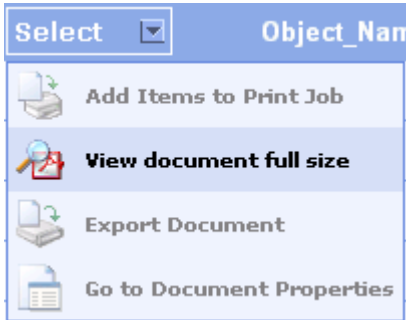 Select Object_Nam
Add Items to Print Job
View document full size
Export Document
Go to Document Properties